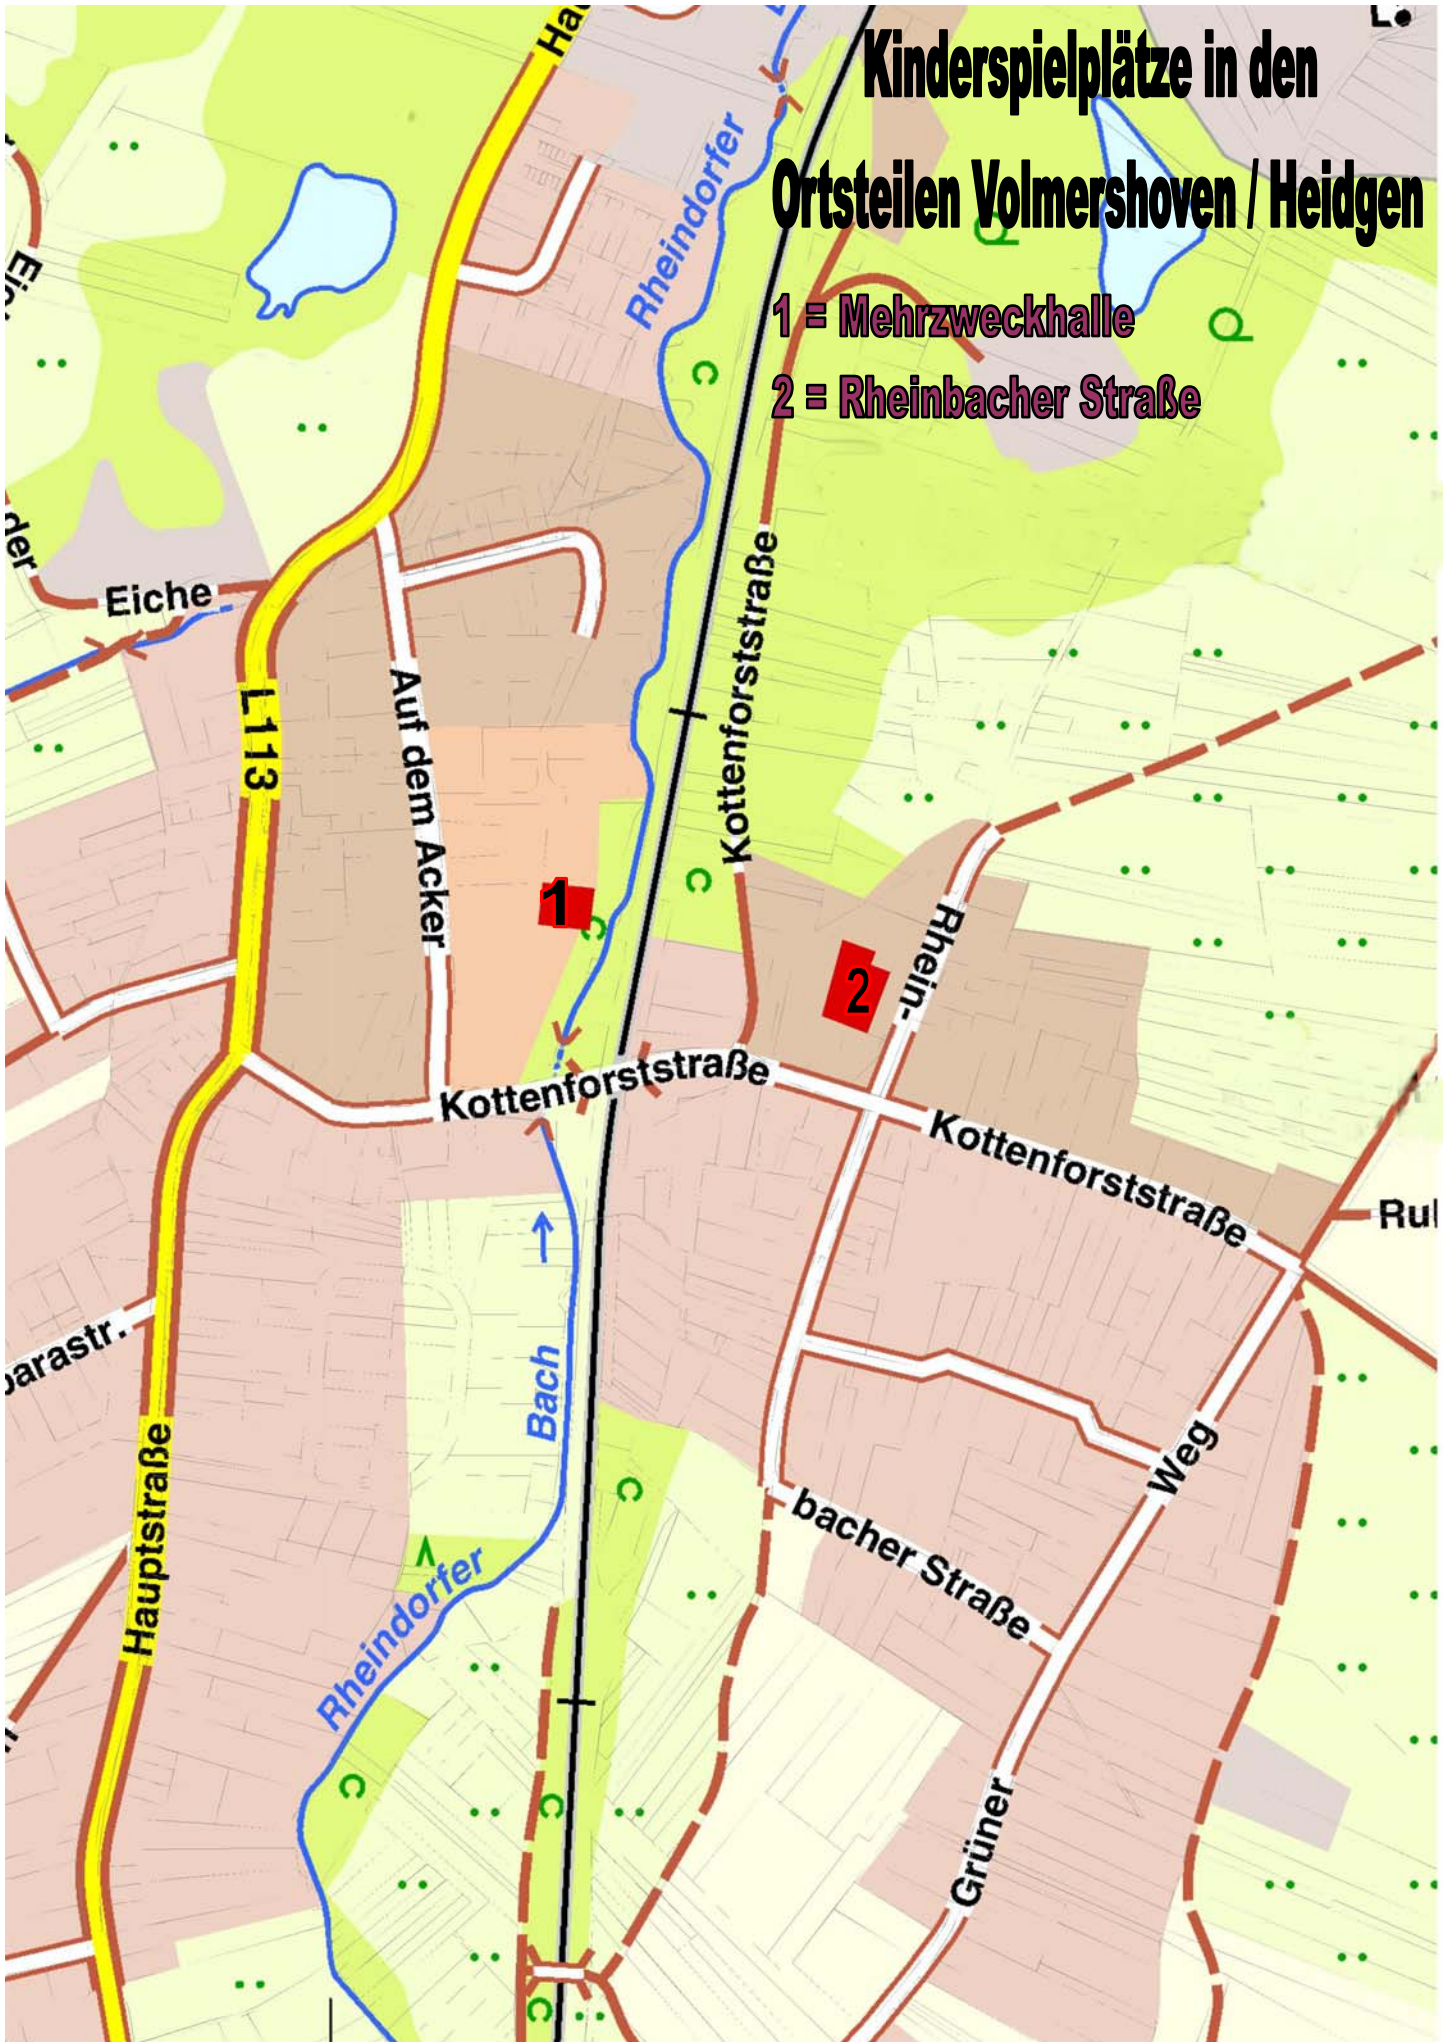 Kinderspielplätze in den
Ortsteilen Volmershoven / Heidgen
1 = Mehrzweckhalle
2 = Rheinbacher Straße
Rheindorfer
der
Eiche
L113
Auf dem Acker
Kottenforststraße
1
2
Rhein-
Kottenforststraße
Kottenforststraße
Bach
Weg
bacher Straße
Hauptstraße
Rheindorfer
Grüner